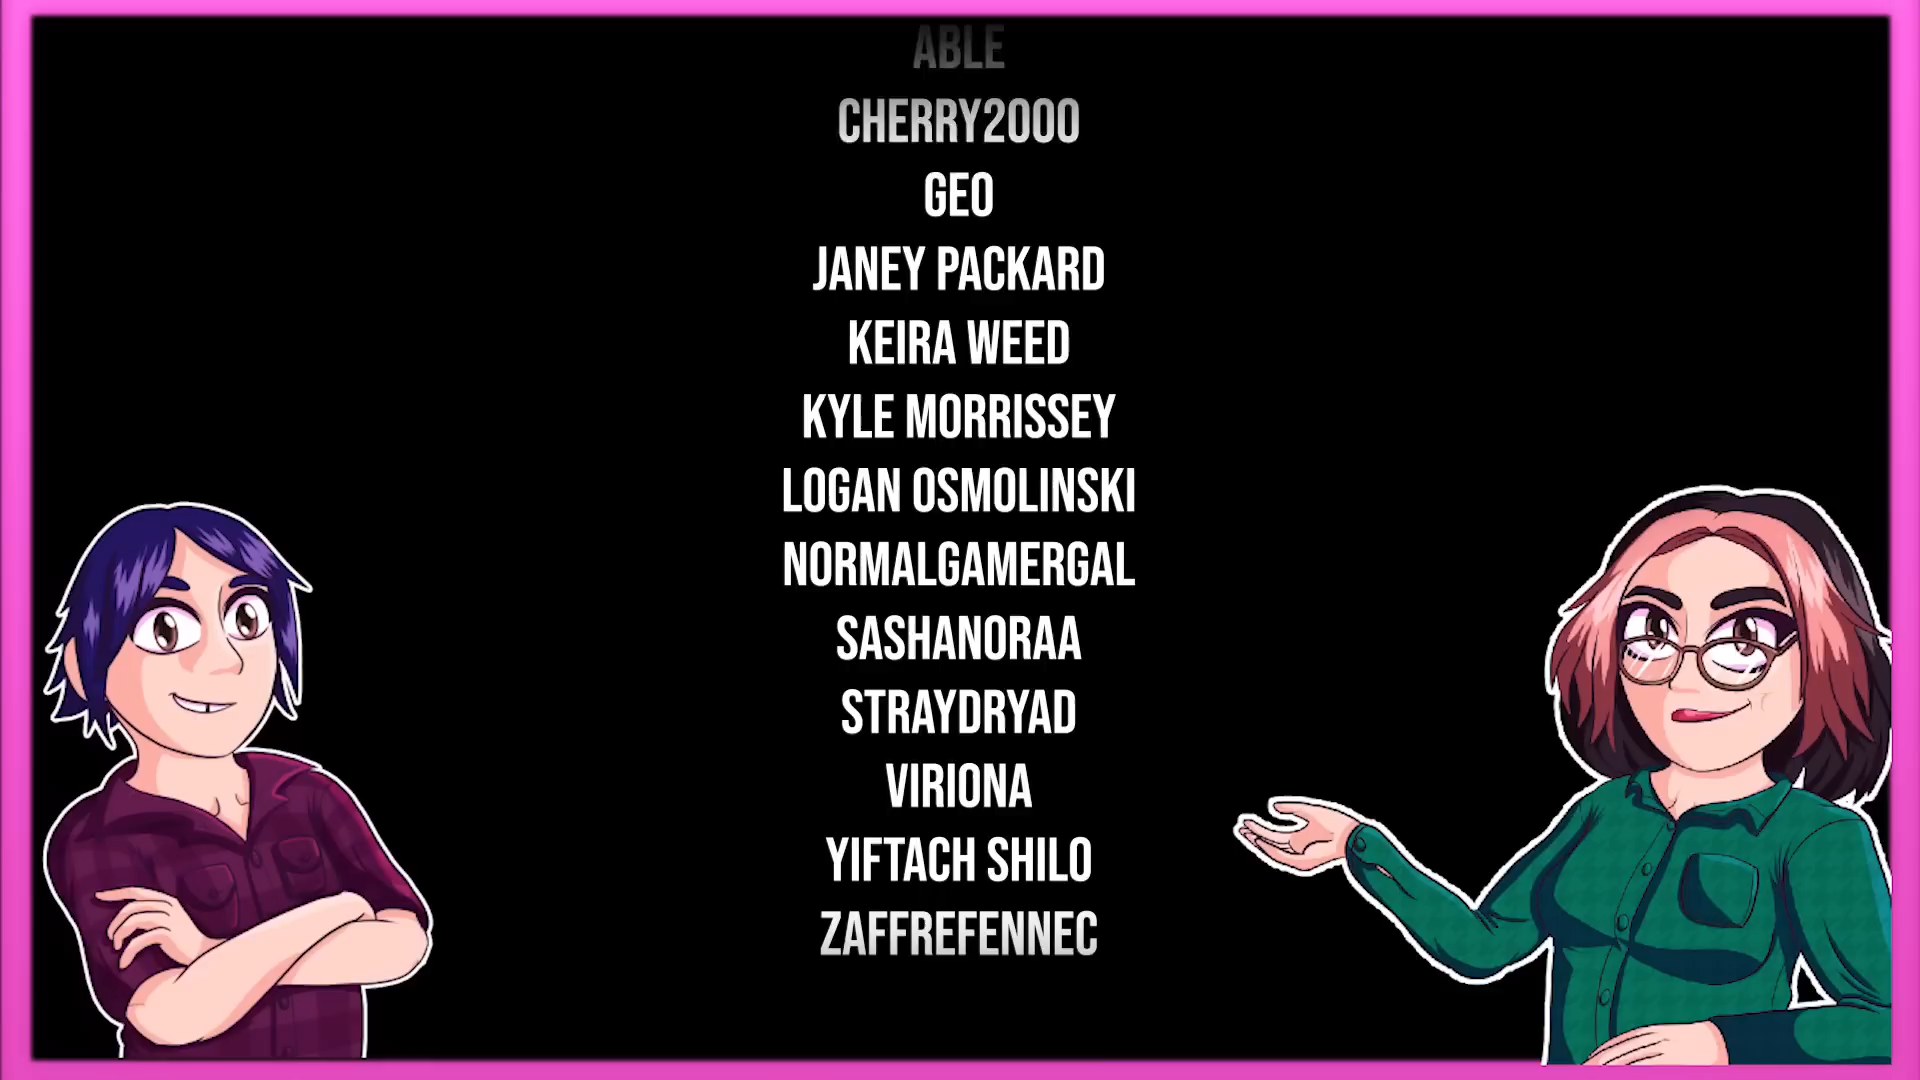 ABLE
CHERRY2000
GEO
JANEY PACKARD
KEIRA WEED
KYLE MORRISSEY
LOGAN OSMOLINSKI
NORMALGAMERGAL
SASHANORAA
STRAYDRYAD
VIRIONA
YIFTACH SHILO
ZAFFREFENNEC